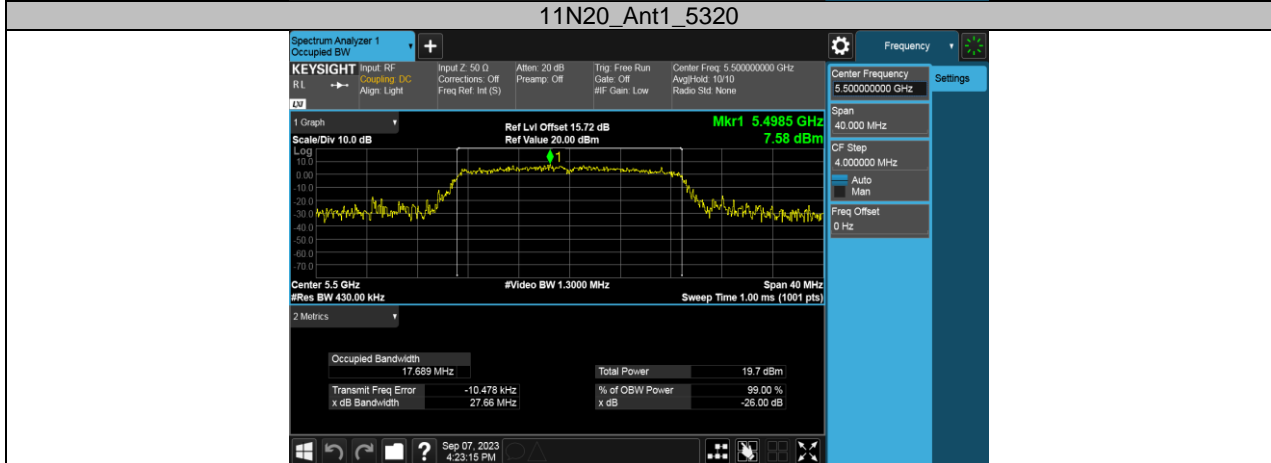 11N20_Ant1_5320
Spectrum Analyzer 1
Occupied BW
Frequency
KEYSIGHT
RL
Input: RF
Coupling: DC
Align: Light
Input Z: 50 Ω
Corrections: Off
Freq Ref: Int (S)
Atten: 20 dB
Preamp: Off
Trig: Free Run
Gate: Off
#IF Gain: Low
Center Freq: 5.500000000 GHz
Avg|Hold: 10/10
Radio Std: None
LXI
Center Frequency
5.500000000 GHz
Settings
Span
40.000 MHz
CF Step
4.000000 MHz
Auto
Man
Freq Offset
0 Hz
1 Graph
Scale/Div 10.0 dB
Ref Lvl Offset 15.72 dB
Ref Value 20.00 dBm
Mkr1 5.4985 GHz
7.58 dBm
Log
1
10.0
0.00
-10.0
-20.0
-30.0
-40.0
-50.0
-60.0
-70.0
Center 5.5 GHz
#Video BW 1.3000 MHz
Span 40 MHz
#Res BW 430.00 kHz
Sweep Time 1.00 ms (1001 pts)
2 Metrics
Occupied Bandwidth
17.689 MHz
Total Power 19.7 dBm
Transmit Freq Error -10.478 kHz
% of OBW Power 99.00 %
x dB Bandwidth 27.66 MHz
x dB -26.00 dB
?
Sep 07, 2023
4:23:15 PM